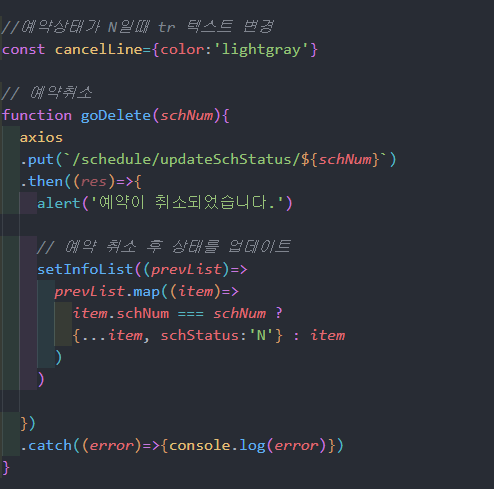 //예약상태가 N일때 tr 텍스트 변경
const cancelLine={color:'lightgray'}
// 예약취소
function goDelete(schNum){
axios
.put(`/schedule/updateSchStatus/${schNum}`)
.then((res)=>{
alert('예약이 취소되었습니다.')
// 예약 취소 후 상태를 업데이트
setInfoList((prevList)=>
prevList.map((item)=>
item.schNum === schNum ?
{...item, schStatus:'N'} : item
)
)
})
.catch((error)=>{console.log(error)})
}